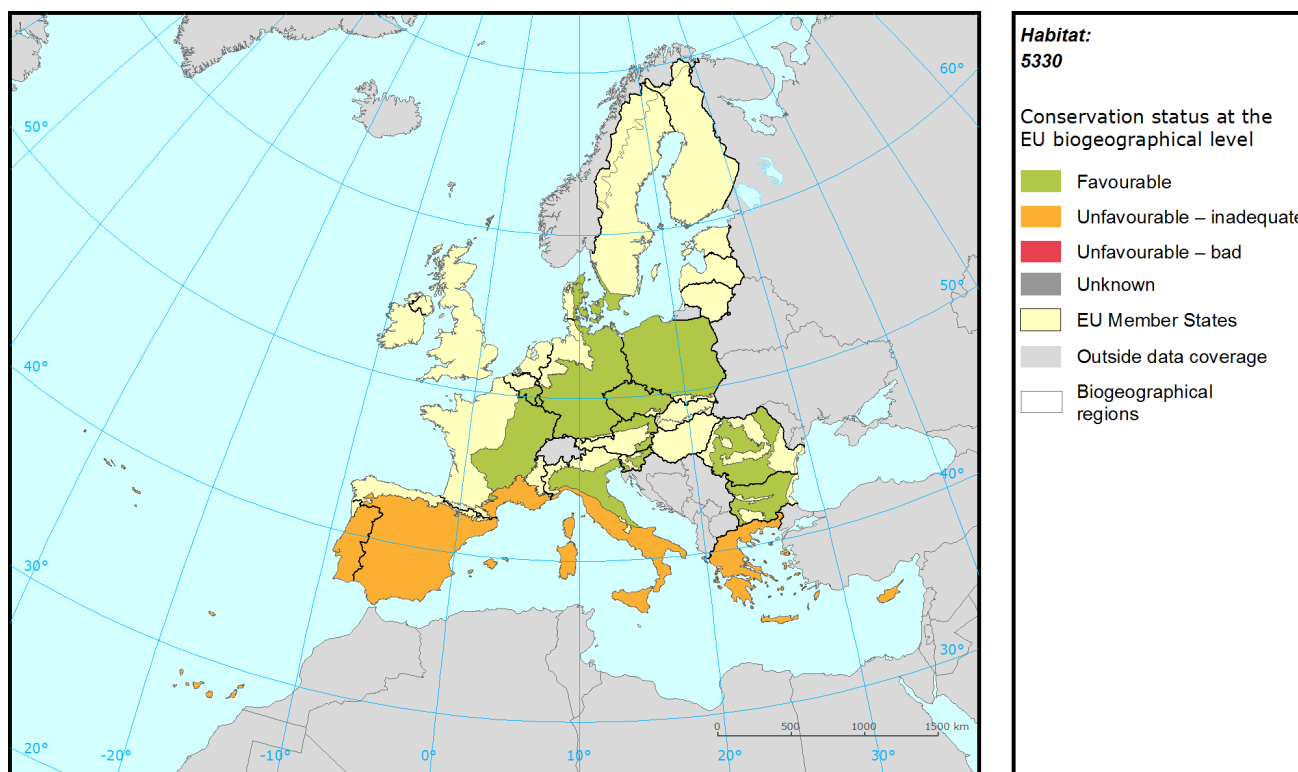 Habitat:
5330
Conservation status at the
EU biogeographical level
Favourable
Unfavourable – inadequate
Unfavourable – bad
Unknown
EU Member States
Outside data coverage
Biogeographical
regions
60°
50°
50°
40°
40°
30°
30°
20°
-20°
-10°
0°
10°
20°
30°
0 500 1000 1500 km